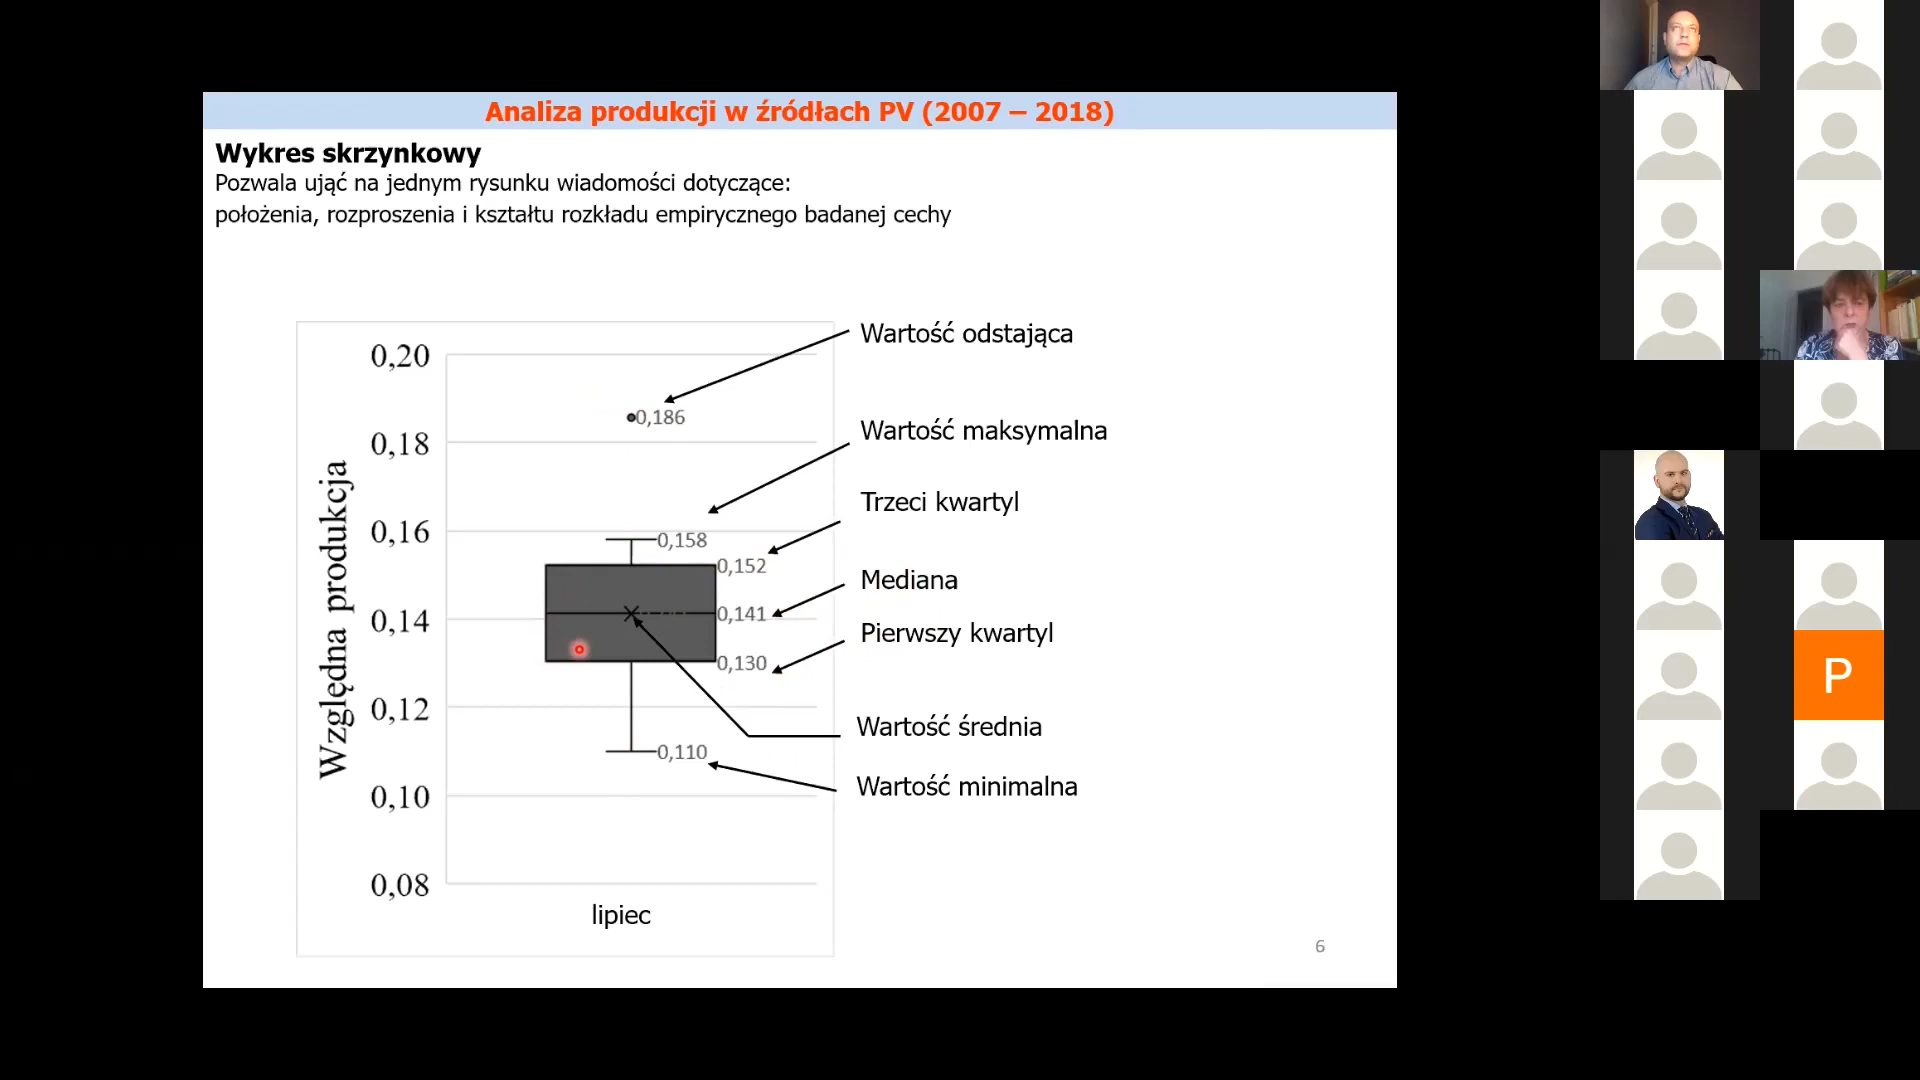 Analiza produkcji w źródłach PV (2007 – 2018)
Wykres skrzynkowy
Pozwala ująć na jednym rysunku wiadomości dotyczące:
położenia, rozproszenia i kształtu rozkładu empirycznego badanej cechy
Względna produkcja
0,20
0,18
0,16
0,14
0,12
0,10
0,08
0,186
0,158
0,152
0,141
0,130
0,110
lipiec
Wartość odstająca
Wartość maksymalna
Trzeci kwartyl
Mediana
Pierwszy kwartyl
Wartość średnia
Wartość minimalna
6
P